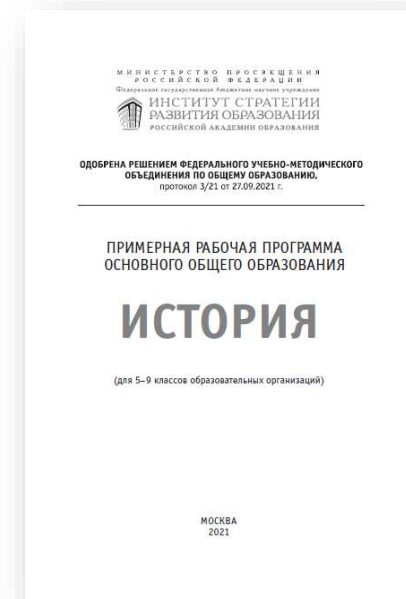 МИНИСТЕРСТВО ПРОСВЕЩЕНИЯ
РОССИЙСКОЙ ФЕДЕРАЦИИ
Федеральное государственное бюджетное научное учреждение
ИНСТИТУТ СТРАТЕГИИ
РАЗВИТИЯ ОБРАЗОВАНИЯ
РОССИЙСКОЙ АКАДЕМИИ ОБРАЗОВАНИЯ
ОДОБРЕНА РЕШЕНИЕМ ФЕДЕРАЛЬНОГО УЧЕБНО-МЕТОДИЧЕСКОГО
ОБЪЕДИНЕНИЯ ПО ОБЩЕМУ ОБРАЗОВАНИЮ,
протокол 3/21 от 27.09.2021 г.
ПРИМЕРНАЯ РАБОЧАЯ ПРОГРАММА
ОСНОВНОГО ОБЩЕГО ОБРАЗОВАНИЯ
ИСТОРИЯ
(для 5–9 классов образовательных организаций)
МОСКВА
2021